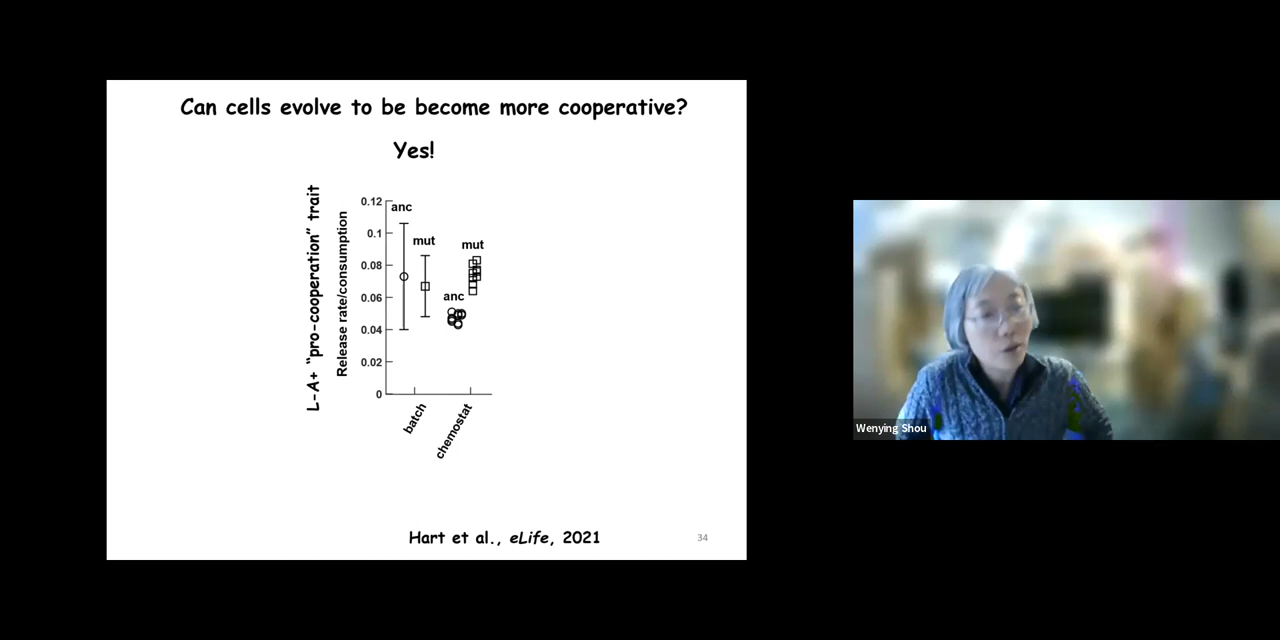 Can cells evolve to be become more cooperative?
Yes!
L-A+ “pro-cooperation” trait
Release rate/consumption
0.12
0.1
0.08
0.06
0.04
0.02
0
anc
mut
anc
mut
batch
chemostat
Hart et al., eLife, 2021
34
Wenying Shou